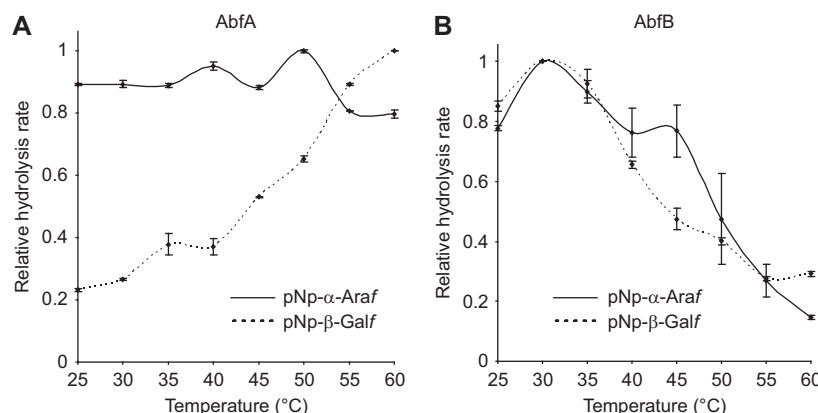 A
AbfA
Relative hydrolysis rate
1
0.8
0.6
0.4
0.2
0
pNp-α-Araf
pNp-β-Galf
25 30 35 40 45 50 55 60
Temperature (°C)
B
AbfB
Relative hydrolysis rate
1
0.8
0.6
0.4
0.2
0
pNp-α-Araf
pNp-β-Galf
25 30 35 40 45 50 55 60
Temperature (°C)